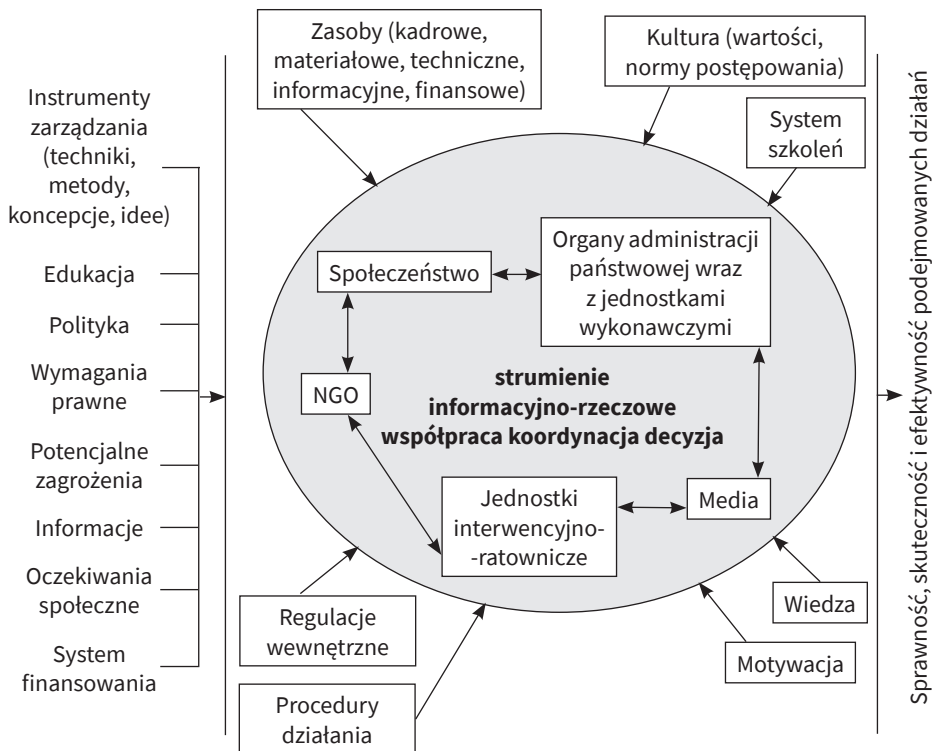 Instrumenty
zarządzania
(techniki,
metody,
koncepcje, idee)
Edukacja
Polityka
Wymagania
prawne
Potencjalne
zagrożenia
Informacje
Oczekiwania
społeczne
System
finansowania
Zasoby (kadrowe,
materiałowe, techniczne,
informacyjne, finansowe)
Kultura (wartości,
normy postępowania)
System
szkoleń
Społeczeństwo
Organy administracji
państwowej wraz
z jednostkami
wykonawczymi
NGO
strumienie
informacyjno-rzeczowe
współpraca koordynacja decyzja
Jednostki
interwencyjno-
-ratownicze
Media
Regulacje
wewnętrzne
Procedury
działania
Wiedza
Motywacja
Sprawność, skuteczność i efektywność podejmowanych działań